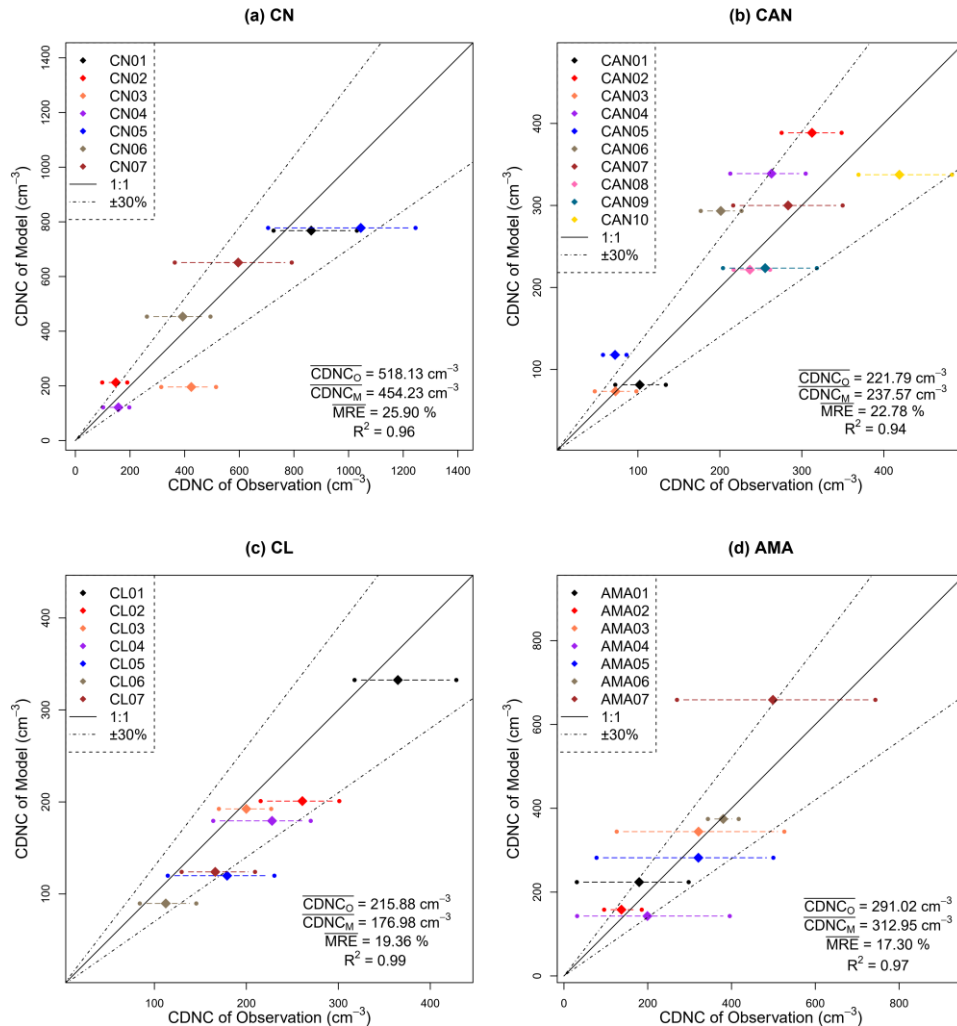 (a) CN
CN01
CN02
CN03
CN04
CN05
CN06
CN07
1:1
±30%
CDNC_O = 518.13 cm⁻³
CDNC_M = 454.23 cm⁻³
MRE = 25.90 %
R² = 0.96
0 200 400 600 800 1000 1200 1400
0 200 400 600 800 1000 1200 1400
CDNC of Observation (cm⁻³)
CDNC of Model (cm⁻³)
(b) CAN
CAN01
CAN02
CAN03
CAN04
CAN05
CAN06
CAN07
CAN08
CAN09
CAN10
1:1
±30%
CDNC_O = 221.79 cm⁻³
CDNC_M = 237.57 cm⁻³
MRE = 22.78 %
R² = 0.94
100 200 300 400
100 200 300 400
CDNC of Observation (cm⁻³)
CDNC of Model (cm⁻³)
(c) CL
CL01
CL02
CL03
CL04
CL05
CL06
CL07
1:1
±30%
CDNC_O = 215.88 cm⁻³
CDNC_M = 176.98 cm⁻³
MRE = 19.36 %
R² = 0.99
100 200 300 400
100 200 300 400
CDNC of Observation (cm⁻³)
CDNC of Model (cm⁻³)
(d) AMA
AMA01
AMA02
AMA03
AMA04
AMA05
AMA06
AMA07
1:1
±30%
CDNC_O = 291.02 cm⁻³
CDNC_M = 312.95 cm⁻³
MRE = 17.30 %
R² = 0.97
0 200 400 600 800
0 200 400 600 800
CDNC of Observation (cm⁻³)
CDNC of Model (cm⁻³)